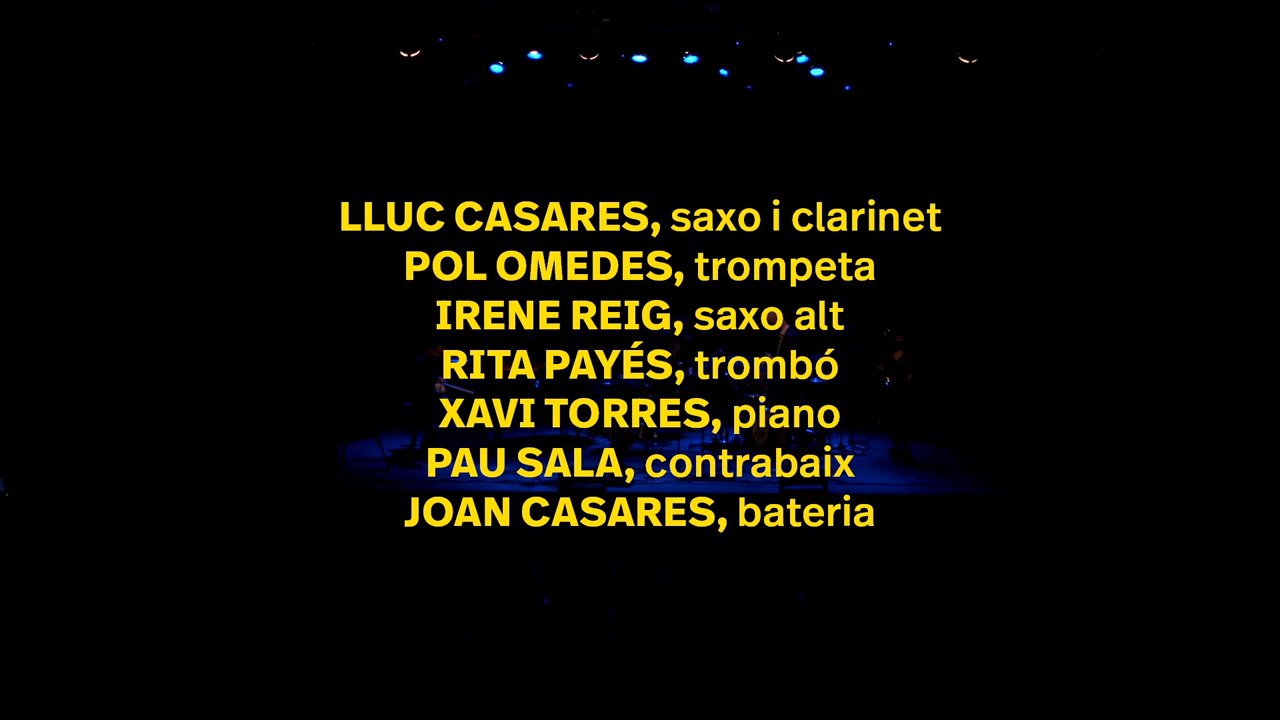 LLUC CASARES, saxo i clarinet
POL OMEDES, trompeta
IRENE REIG, saxo alt
RITA PAYÉS, trombó
XAVI TORRES, piano
PAU SALA, contrabaix
JOAN CASARES, bateria